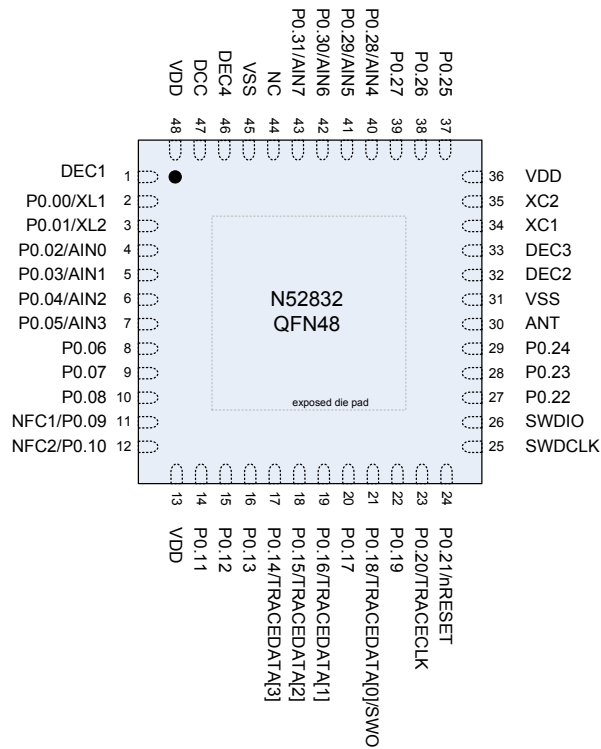 P0.31/AIN7
P0.30/AIN6
P0.29/AIN5
P0.28/AIN4
P0.27
P0.26
P0.25
VDD
DCC
DEC4
VSS
NC
48
47
46
45
44
43
42
41
40
39
38
37
DEC1 1
P0.00/XL1 2
P0.01/XL2 3
P0.02/AIN0 4
P0.03/AIN1 5
P0.04/AIN2 6
P0.05/AIN3 7
P0.06 8
P0.07 9
P0.08 10
NFC1/P0.09 11
NFC2/P0.10 12
N52832
QFN48
exposed die pad
36 VDD
35 XC2
34 XC1
33 DEC3
32 DEC2
31 VSS
30 ANT
29 P0.24
28 P0.23
27 P0.22
26 SWDIO
25 SWDCLK
13
14
15
16
17
18
19
20
21
22
23
24
VDD
P0.11
P0.12
P0.13
P0.14/TRACEDATA[3]
P0.15/TRACEDATA[2]
P0.16/TRACEDATA[1]
P0.17
P0.18/TRACEDATA[0]/SWO
P0.19
P0.20/TRACECLK
P0.21/nRESET